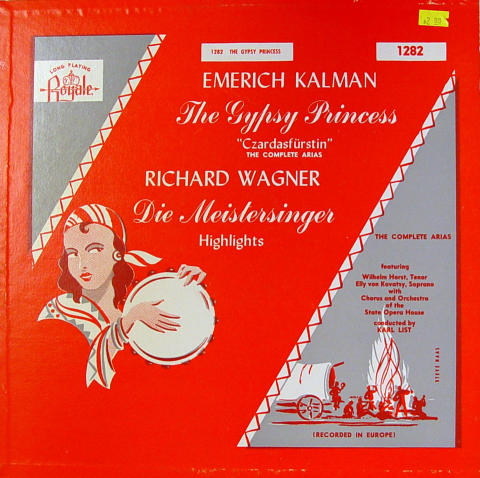 LONG PLAYING
Royale
1282 THE GYPSY PRINCESS
1282
EMERICH KALMAN
The Gypsy Princess
"Czardasfürstin"
THE COMPLETE ARIAS
RICHARD WAGNER
Die Meistersinger
Highlights
THE COMPLETE ARIAS
featuring
Wilhelm Horst, Tenor
Elly von Kovatsy, Soprano
with
Chorus and Orchestra
of the
State Opera House
conducted by
KARL LIST
STEVE HAAS
(RECORDED IN EUROPE)